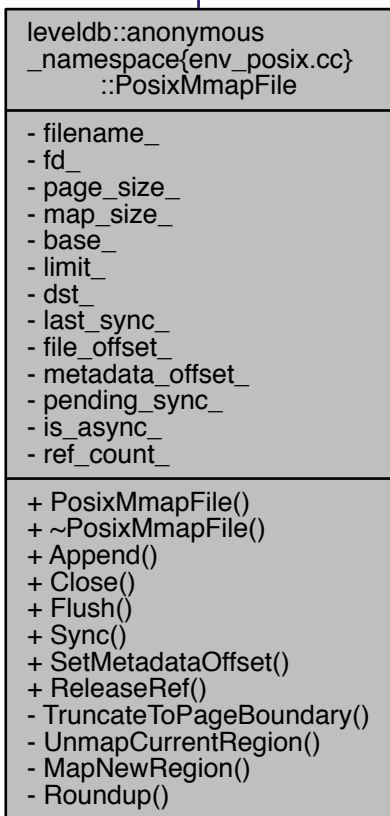 leveldb::anonymous
_namespace{env_posix.cc}
::PosixMmapFile
- filename_
- fd_
- page_size_
- map_size_
- base_
- limit_
- dst_
- last_sync_
- file_offset_
- metadata_offset_
- pending_sync_
- is_async_
- ref_count_
+ PosixMmapFile()
+ ~PosixMmapFile()
+ Append()
+ Close()
+ Flush()
+ Sync()
+ SetMetadataOffset()
+ ReleaseRef()
- TruncateToPageBoundary()
- UnmapCurrentRegion()
- MapNewRegion()
- Roundup()